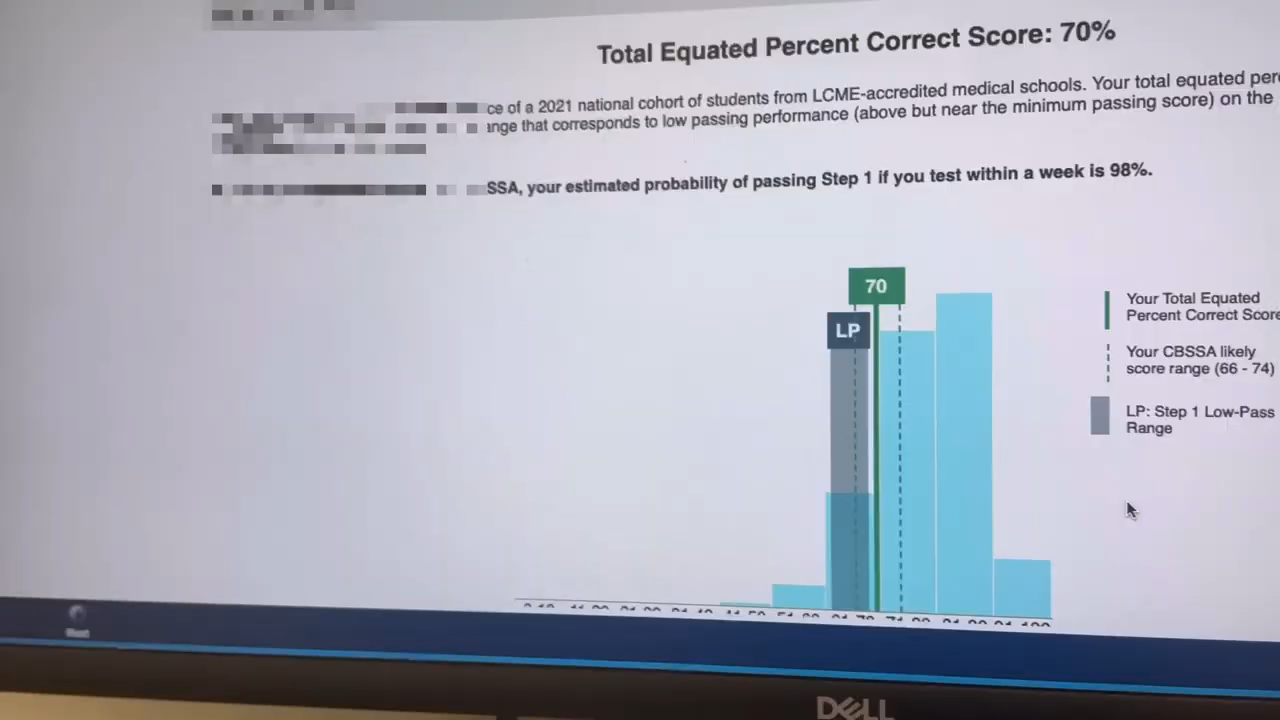 Total Equated Percent Correct Score: 70%
ce of a 2021 national cohort of students from LCME-accredited medical schools. Your total equated
that corresponds to low passing performance (above but near the minimum passing score) on the
SSA, your estimated probability of passing Step 1 if you test within a week is 98%.
70
LP
Your Total Equated
Percent Correct Score
Your CBSSA likely
score range (66 - 74)
LP: Step 1 Low-Pass
Range
DELL